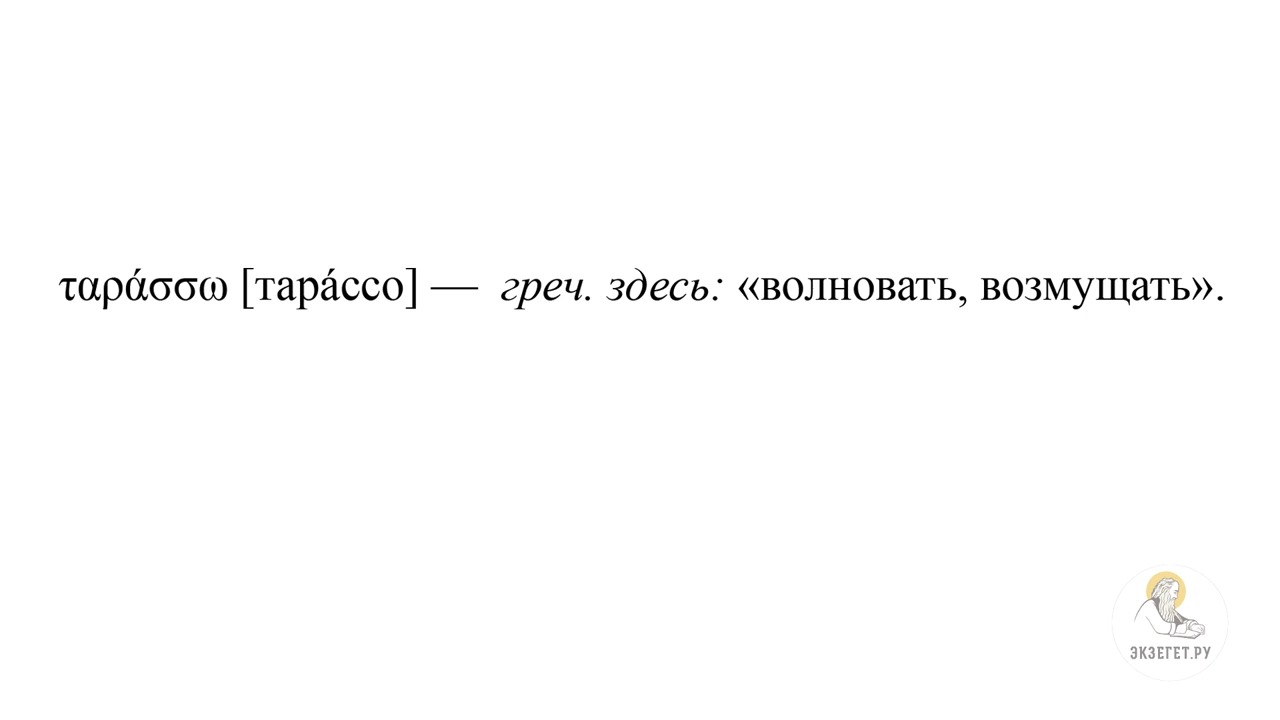 ταράσσω [тара́ссо] — греч. здесь: «волновать, возмущать».
ЭКЗЕГЕТ.РУ